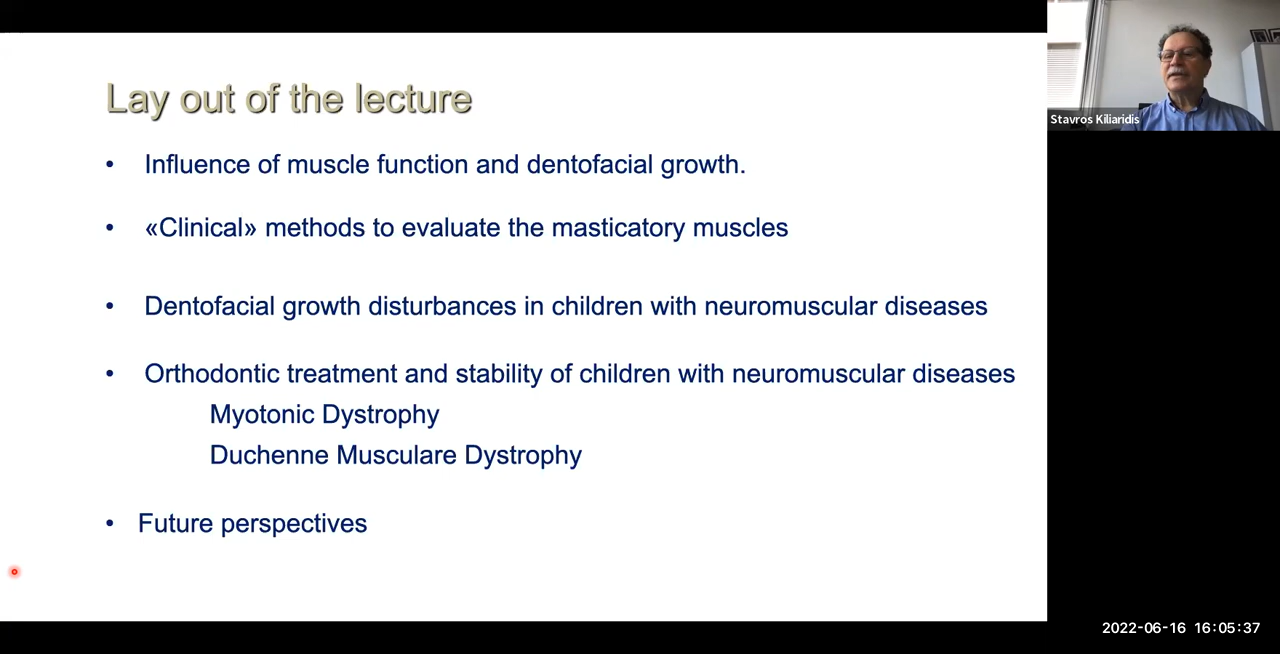 Lay out of the lecture
• Influence of muscle function and dentofacial growth.
• «Clinical» methods to evaluate the masticatory muscles
• Dentofacial growth disturbances in children with neuromuscular diseases
• Orthodontic treatment and stability of children with neuromuscular diseases
Myotonic Dystrophy
Duchenne Musculare Dystrophy
• Future perspectives
Stavros Kiliaridis
2022-06-16 16:05:37